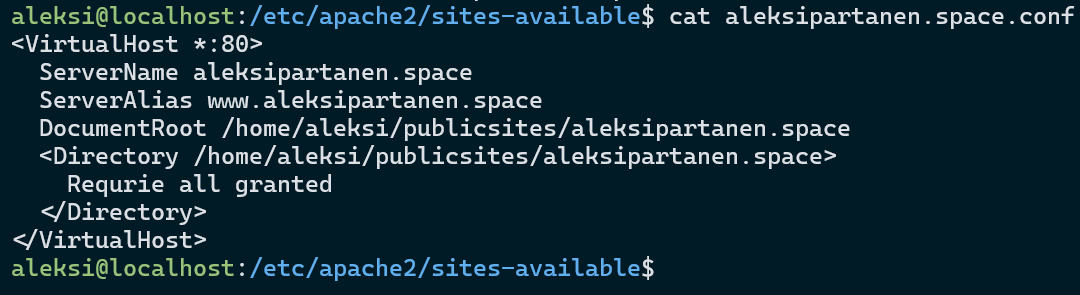 aleksi@localhost:/etc/apache2/sites-available$ cat aleksipartanen.space.conf
<VirtualHost *:80>
  ServerName aleksipartanen.space
  ServerAlias www.aleksipartanen.space
  DocumentRoot /home/aleksi/publicsites/aleksipartanen.space
  <Directory /home/aleksi/publicsites/aleksipartanen.space>
    Requrie all granted
  </Directory>
</VirtualHost>
aleksi@localhost:/etc/apache2/sites-available$